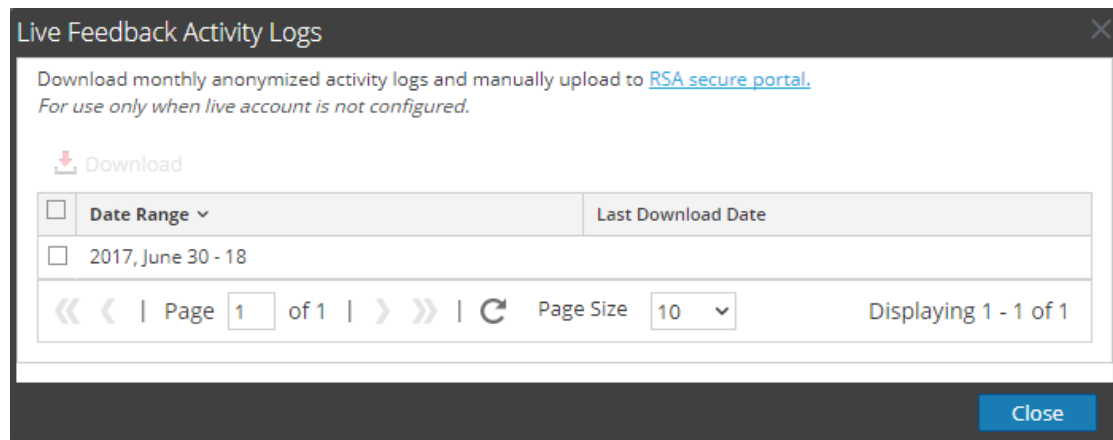 Live Feedback Activity Logs
Download monthly anonymized activity logs and manually upload to RSA secure portal.
For use only when live account is not configured.
Download
Date Range Last Download Date
2017, June 30 - 18
| Page 1 of 1 | | Page Size 10 Displaying 1 - 1 of 1
Close